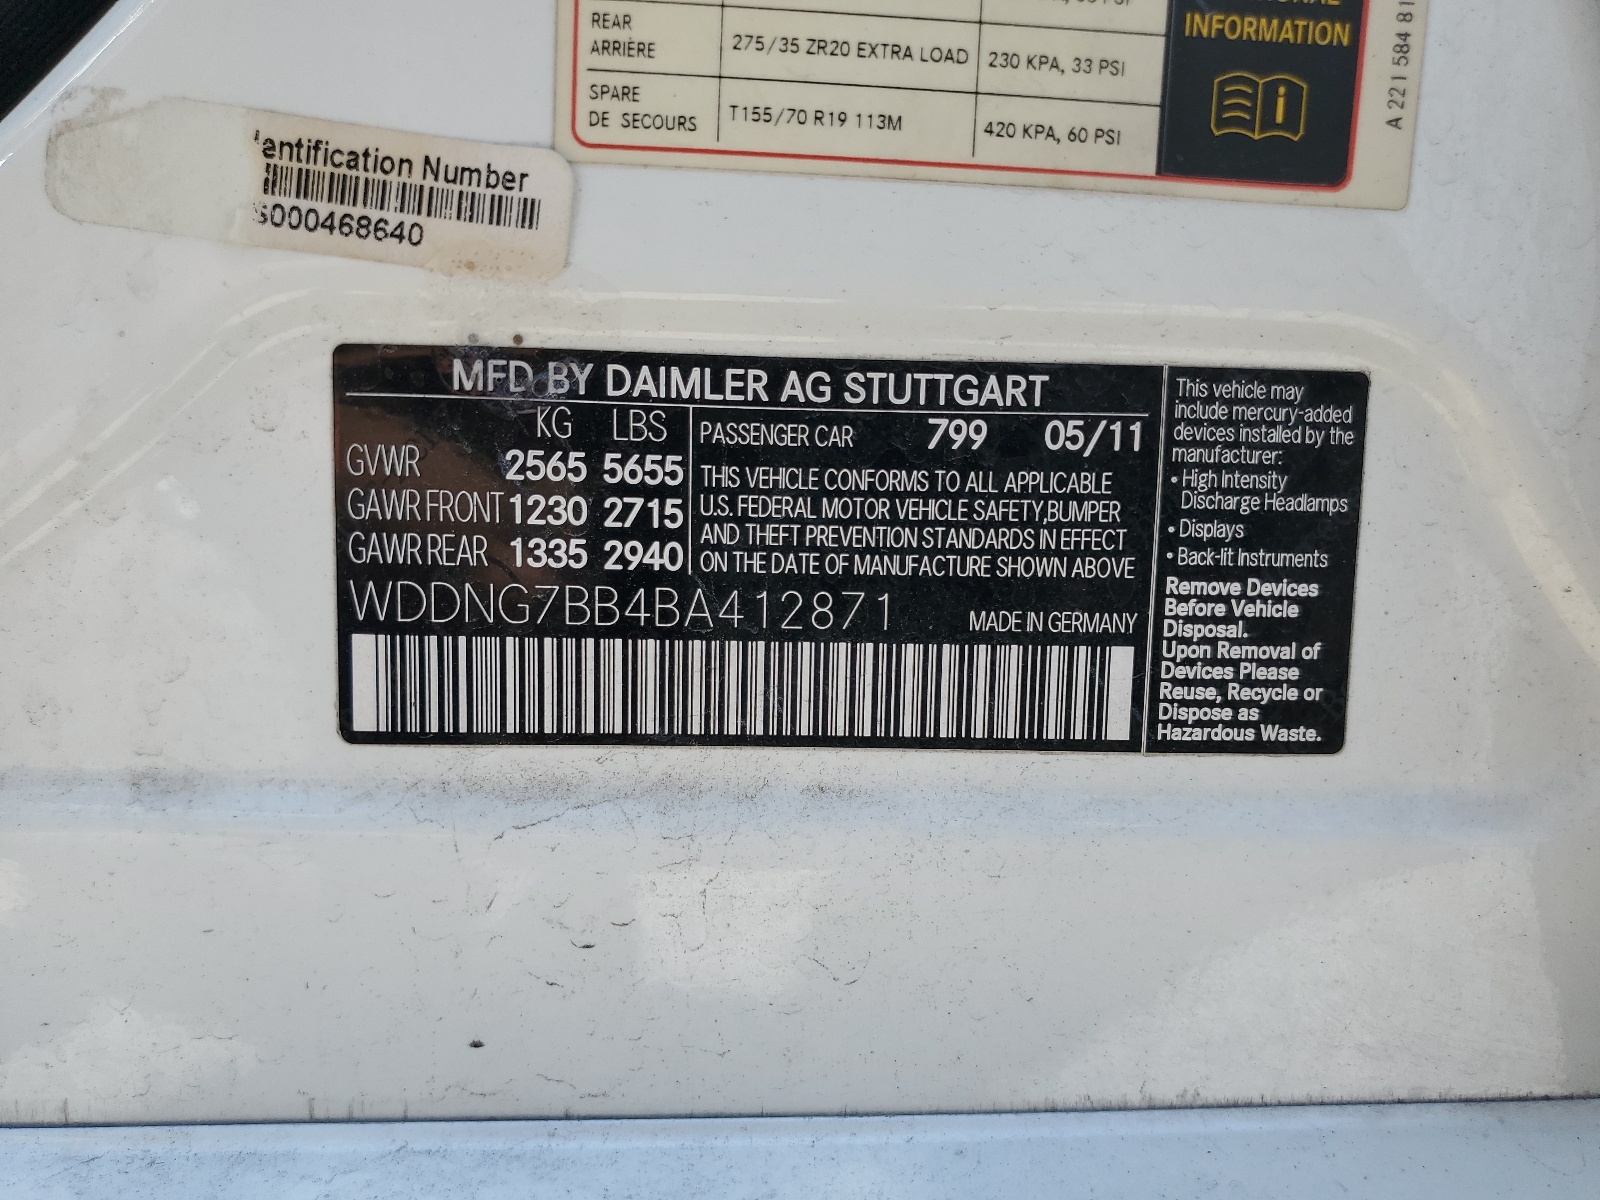 REAR
ARRIÈRE
275/35 ZR20 EXTRA LOAD
230 KPA, 33 PSI
SPARE
DE SECOURS
T155/70 R19 113M
420 KPA, 60 PSI
INFORMATION
i
A 221 584 81
entification Number
000468640
MFD BY DAIMLER AG STUTTGART
KG LBS
GVWR 2565 5655
GAWR FRONT 1230 2715
GAWR REAR 1335 2940
PASSENGER CAR 799 05/11
THIS VEHICLE CONFORMS TO ALL APPLICABLE
U.S. FEDERAL MOTOR VEHICLE SAFETY,BUMPER
AND THEFT PREVENTION STANDARDS IN EFFECT
ON THE DATE OF MANUFACTURE SHOWN ABOVE
WDDNG7BB4BA412871
MADE IN GERMANY
This vehicle may
include mercury-added
devices installed by the
manufacturer:
• High Intensity
Discharge Headlamps
• Displays
• Back-lit Instruments
Remove Devices
Before Vehicle
Disposal.
Upon Removal of
Devices Please
Reuse, Recycle or
Dispose as
Hazardous Waste.